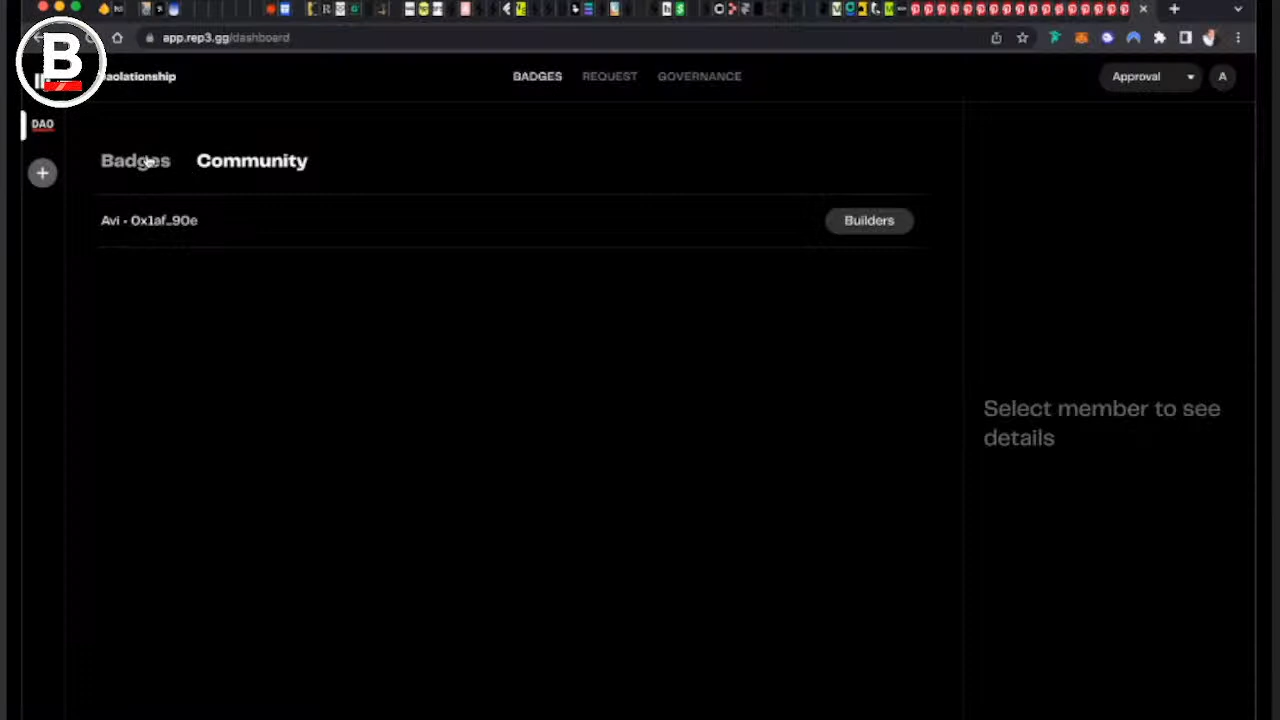 B
app.rep3.gg/dashboard
aolationship
BADGES REQUEST GOVERNANCE
Approval
A
DAO
Badges Community
+
Avi - 0x1af...90e
Builders
Select member to see
details